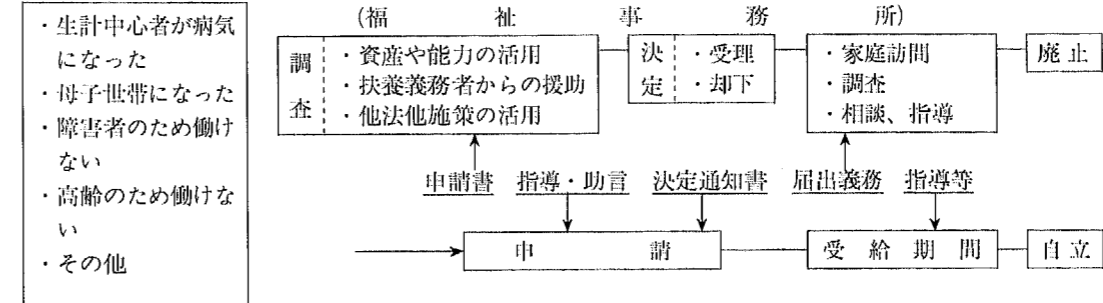 ・生計中心者が病気
になった
・母子世帯になった
・障害者のため働け
ない
・高齢のため働けな
い
・その他
(福祉事務所)
調査
・資産や能力の活用
・扶養義務者からの援助
・他法他施策の活用
決定
・受理
・却下
・家庭訪問
・調査
・相談、指導
廃止
申請書 指導・助言 決定通知書 届出義務 指導等
申請 受給期間 自立